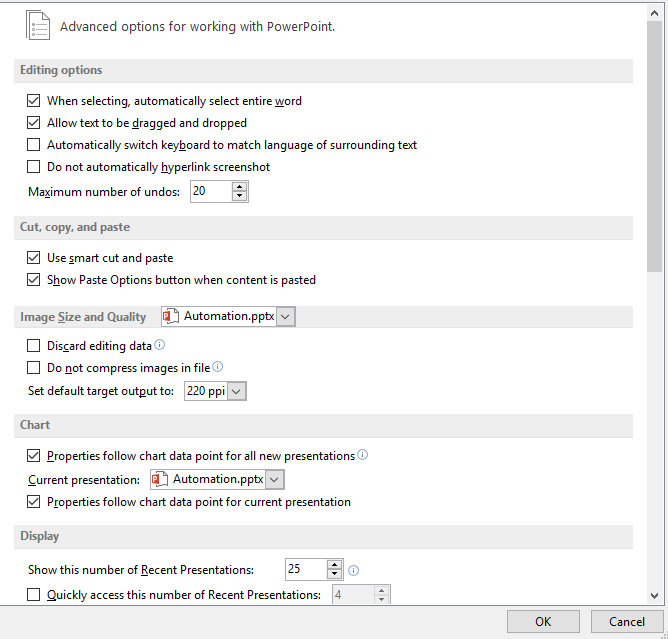 Advanced options for working with PowerPoint.
Editing options
When selecting, automatically select entire word
Allow text to be dragged and dropped
Automatically switch keyboard to match language of surrounding text
Do not automatically hyperlink screenshot
Maximum number of undos: 20
Cut, copy, and paste
Use smart cut and paste
Show Paste Options button when content is pasted
Image Size and Quality Automation.pptx
Discard editing data
Do not compress images in file
Set default target output to: 220 ppi
Chart
Properties follow chart data point for all new presentations
Current presentation: Automation.pptx
Properties follow chart data point for current presentation
Display
Show this number of Recent Presentations: 25
Quickly access this number of Recent Presentations: 4
OK Cancel